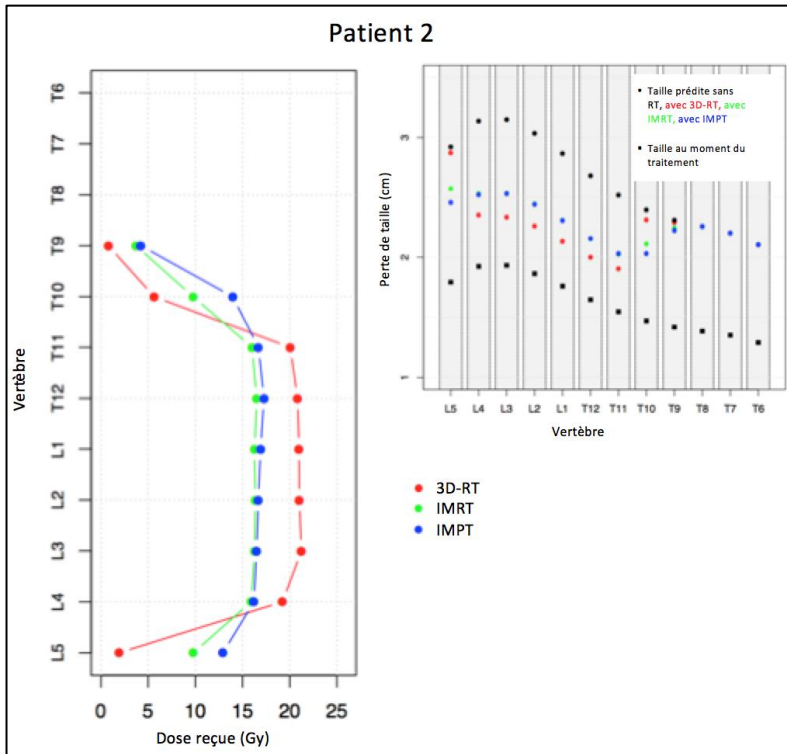 Patient 2
Vertèbre
T6
T7
T8
T9
T10
T11
T12
L1
L2
L3
L4
L5
0 5 10 15 20 25
Dose reçue (Gy)
Perte de taille (cm)
3
2
1
• Taille prédite sans
RT, avec 3D-RT, avec
IMRT, avec IMPT
▪ Taille au moment du
traitement
L5 L4 L3 L2 L1 T12 T11 T10 T9 T8 T7 T6
Vertèbre
3D-RT
IMRT
IMPT